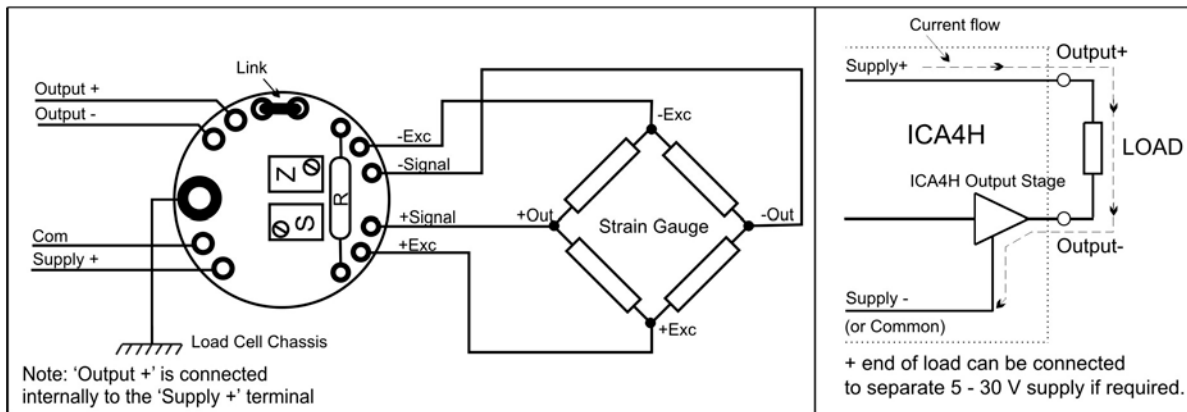 Link
Output +
Output -
-Exc
-Signal
Z
S
R
+Signal
+Exc
Com
Supply +
Load Cell Chassis
Note: ‘Output +’ is connected
internally to the ‘Supply +’ terminal
-Exc
+Out
Strain Gauge
-Out
+Exc
Current flow
Output+
Supply+
ICA4H
LOAD
ICA4H Output Stage
Output-
Supply -
(or Common)
+ end of load can be connected
to separate 5 - 30 V supply if required.